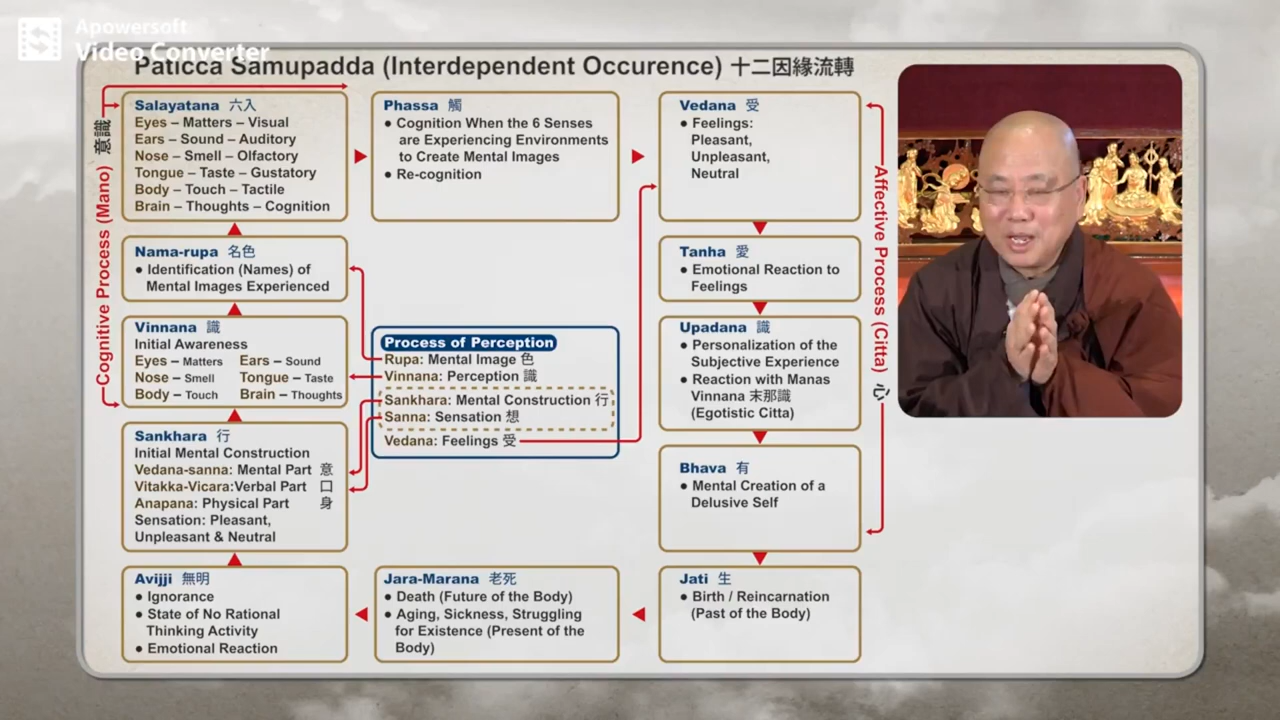 Apowersoft
Video Converter
Paticca Samupadda (Interdependent Occurence) 十二因緣流轉
Cognitive Process (Mano) 意識
Salayatana 六入
Eyes – Matters – Visual
Ears – Sound – Auditory
Nose – Smell – Olfactory
Tongue – Taste – Gustatory
Body – Touch – Tactile
Brain – Thoughts – Cognition
Phassa 觸
● Cognition When the 6 Senses
are Experiencing Environments
to Create Mental Images
● Re-cognition
Vedana 受
● Feelings:
Pleasant,
Unpleasant,
Neutral
Affective Process (Citta) 心
Nama-rupa 名色
● Identification (Names) of
Mental Images Experienced
Tanha 愛
● Emotional Reaction to
Feelings
Vinnana 識
Initial Awareness
Eyes – Matters Ears – Sound
Nose – Smell Tongue – Taste
Body – Touch Brain – Thoughts
Process of Perception
Rupa: Mental Image 色
Vinnana: Perception 識
Sankhara: Mental Construction 行
Sanna: Sensation 想
Vedana: Feelings 受
Upadana 識
● Personalization of the
Subjective Experience
● Reaction with Manas
Vinnana 末那識
(Egotistic Citta)
Sankhara 行
Initial Mental Construction
Vedana-sanna: Mental Part 意
Vitakka-Vicara:Verbal Part 口
Anapana: Physical Part 身
Sensation: Pleasant,
Unpleasant & Neutral
Bhava 有
● Mental Creation of a
Delusive Self
Avijji 無明
● Ignorance
● State of No Rational
Thinking Activity
● Emotional Reaction
Jara-Marana 老死
● Death (Future of the Body)
● Aging, Sickness, Struggling
for Existence (Present of the
Body)
Jati 生
● Birth / Reincarnation
(Past of the Body)